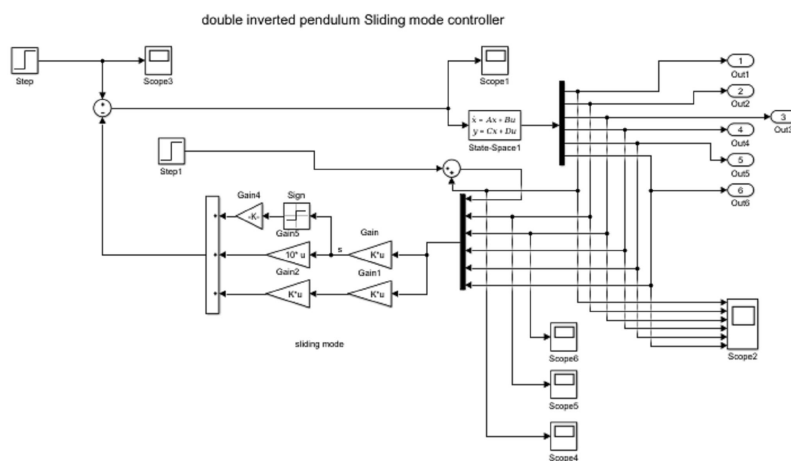 double inverted pendulum Sliding mode controller
Step
Scope3
Scope1
ẋ = Ax+Bu
y = Cx+Du
State-Space1
1
Out1
2
Out2
3
4
Out4
5
Out5
6
Out6
Step1
Gain4
-K-
Sign
Gain5
10* u
s
Gain
K*u
Gain2
K*u
Gain1
K*u
sliding mode
Scope2
Scope6
Scope5
Scope4